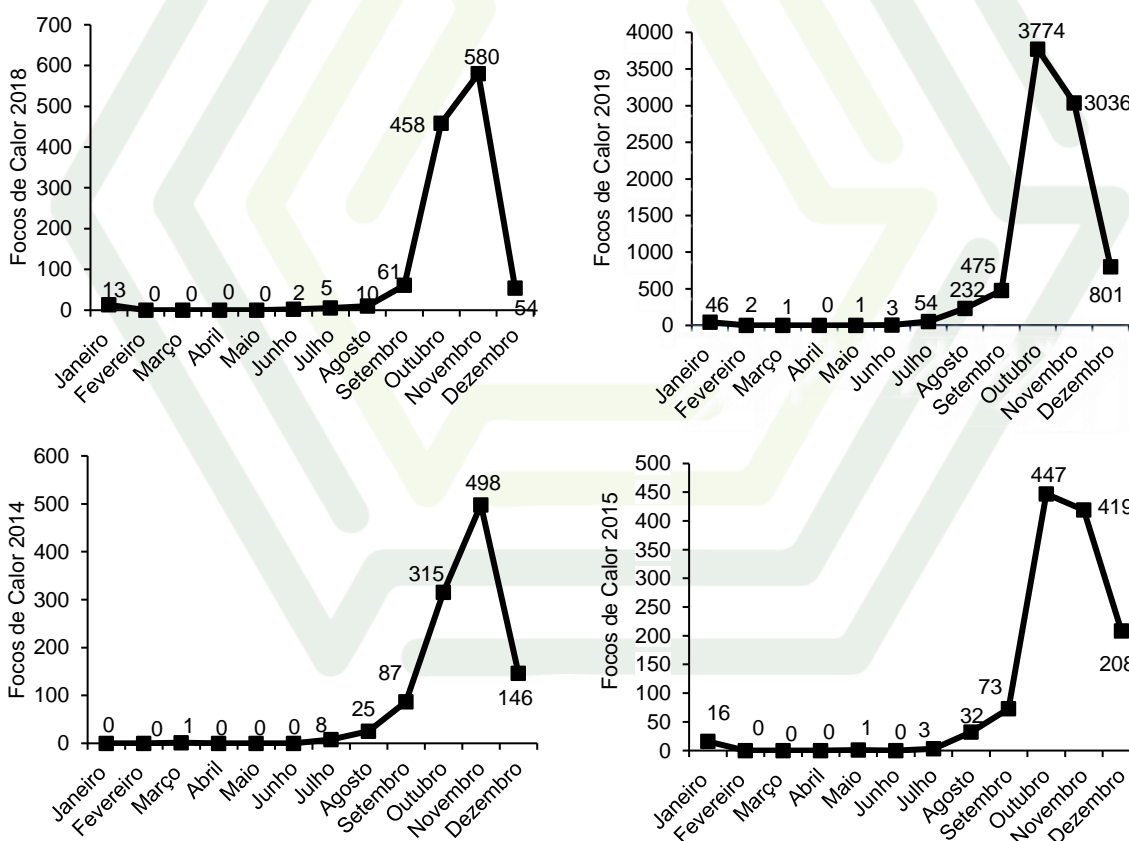 Focos de Calor 2018
700
600
500
400
300
200
100
0
13
0
0
0
0
2
5
10
61
458
580
54
Janeiro
Fevereiro
Março
Abril
Maio
Junho
Julho
Agosto
Setembro
Outubro
Novembro
Dezembro
Focos de Calor 2019
4000
3500
3000
2500
2000
1500
1000
500
0
46
2
1
0
1
3
54
232
475
3774
3036
801
Janeiro
Fevereiro
Março
Abril
Maio
Junho
Julho
Agosto
Setembro
Outubro
Novembro
Dezembro
Focos de Calor 2014
600
500
400
300
200
100
0
0
0
1
0
0
0
8
25
87
315
498
146
Janeiro
Fevereiro
Março
Abril
Maio
Junho
Julho
Agosto
Setembro
Outubro
Novembro
Dezembro
Focos de Calor 2015
500
450
400
350
300
250
200
150
100
50
0
16
0
0
0
1
0
3
32
73
447
419
208
Janeiro
Fevereiro
Março
Abril
Maio
Junho
Julho
Agosto
Setembro
Outubro
Novembro
Dezembro